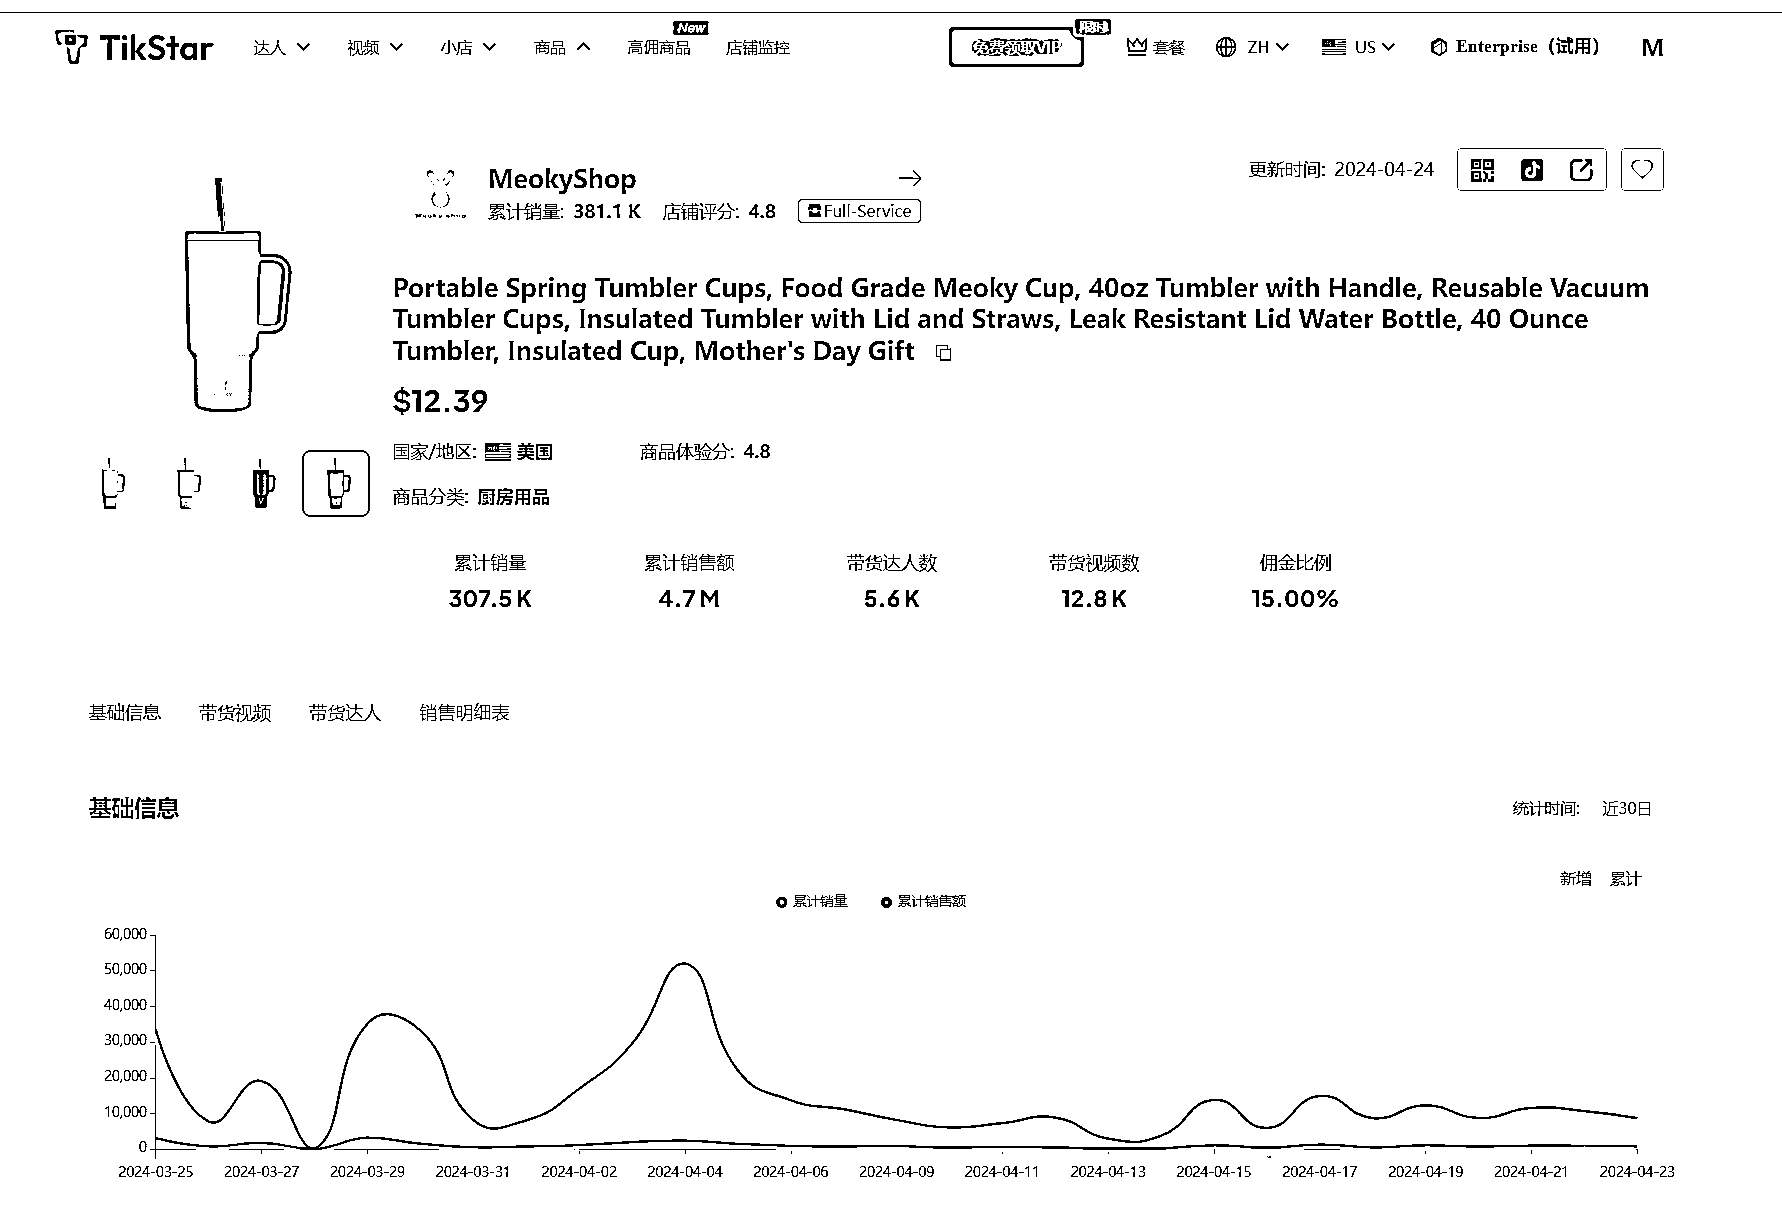 TikStar 达人 视频 小店 商品 高佣商品 New 店铺监控 免费领取VIP 限时 套餐 ZH US Enterprise（试用） M
MeokyShop
更新时间: 2024-04-24
累计销量: 381.1 K 店铺评分: 4.8 Full-Service
Portable Spring Tumbler Cups, Food Grade Meoky Cup, 40oz Tumbler with Handle, Reusable Vacuum
Tumbler Cups, Insulated Tumbler with Lid and Straws, Leak Resistant Lid Water Bottle, 40 Ounce
Tumbler, Insulated Cup, Mother's Day Gift
$12.39
国家/地区: 美国 商品体验分: 4.8
商品分类: 厨房用品
累计销量 累计销售额 带货达人数 带货视频数 佣金比例
307.5 K 4.7 M 5.6 K 12.8 K 15.00%
基础信息 带货视频 带货达人 销售明细表
基础信息
统计时间: 近30日
新增 累计
累计销量 累计销售额
60,000
50,000
40,000
30,000
20,000
10,000
0
2024-03-25 2024-03-27 2024-03-29 2024-03-31 2024-04-02 2024-04-04 2024-04-06 2024-04-09 2024-04-11 2024-04-13 2024-04-15 2024-04-17 2024-04-19 2024-04-21 2024-04-23